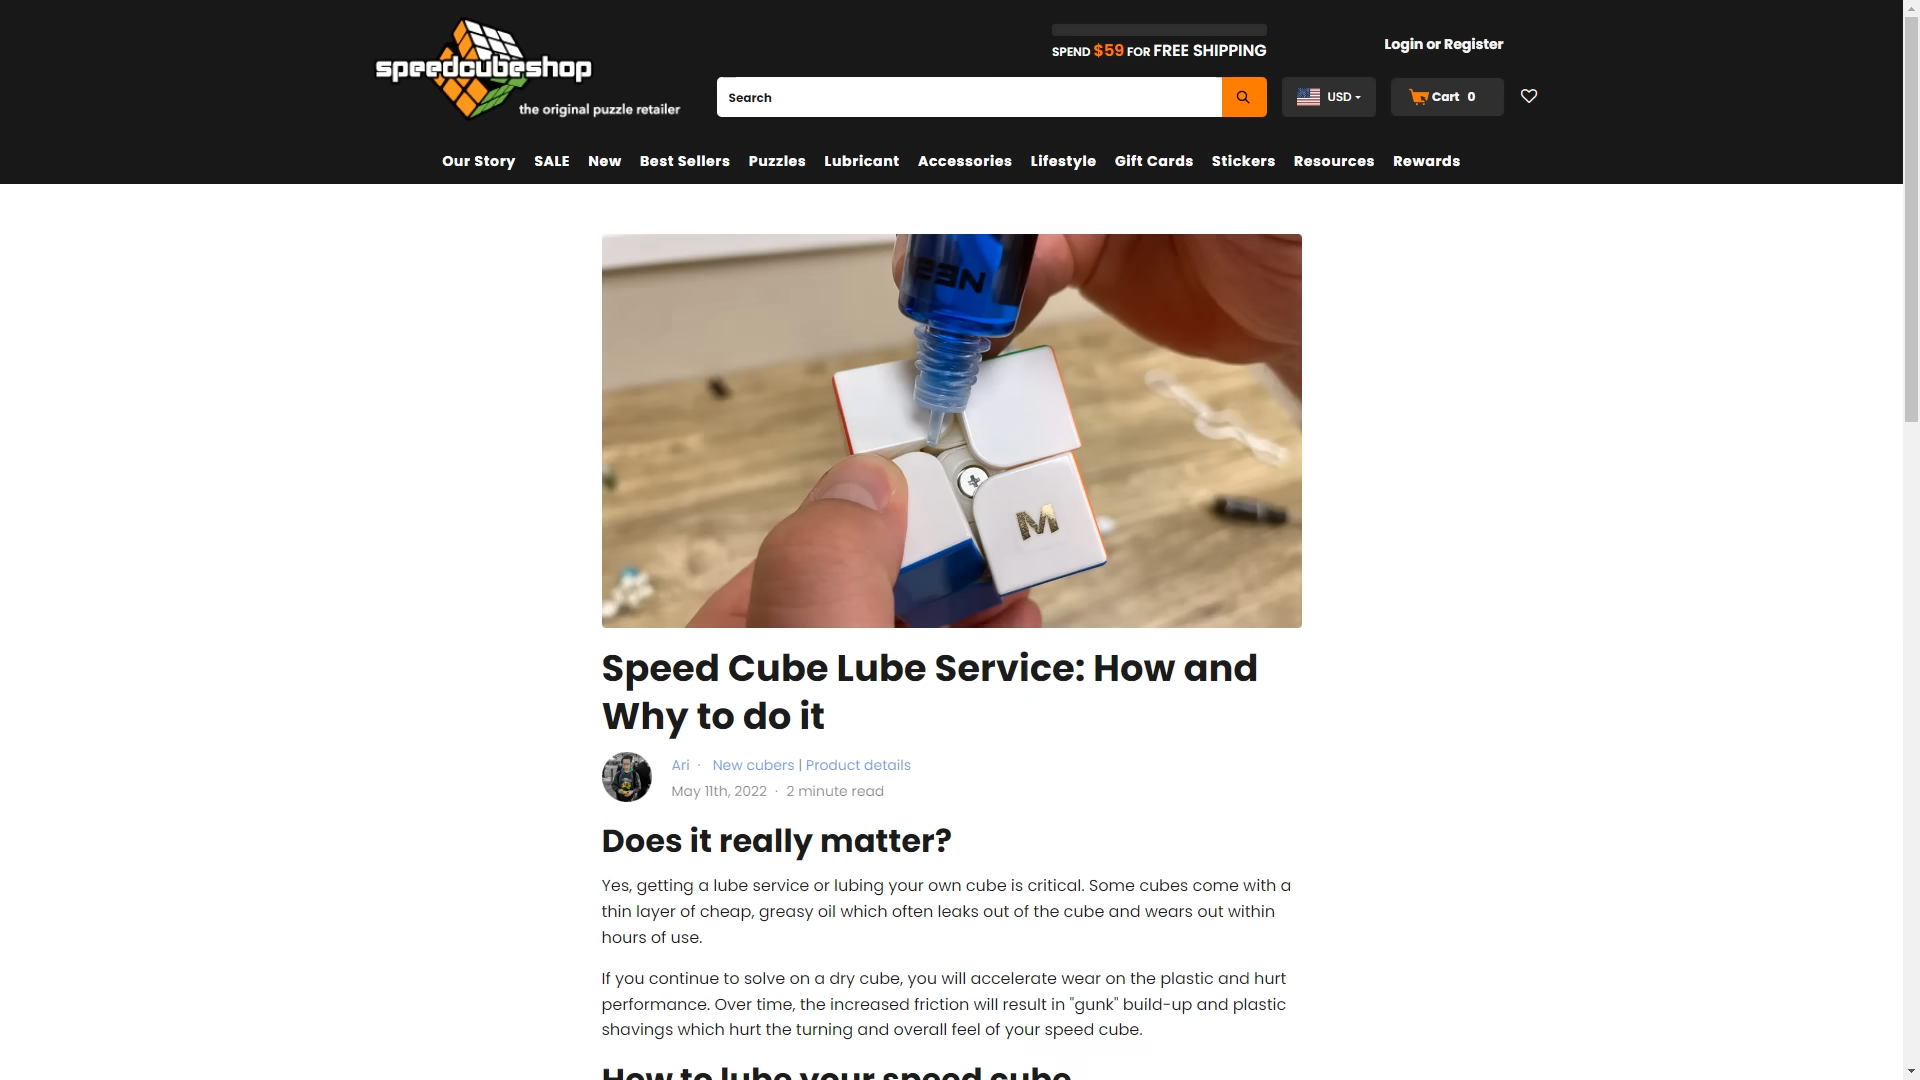 speedcubeshop
the original puzzle retailer
SPEND $59 FOR FREE SHIPPING
Login or Register
Search
USD
Cart 0
Our Story SALE New Best Sellers Puzzles Lubricant Accessories Lifestyle Gift Cards Stickers Resources Rewards
M
Speed Cube Lube Service: How and
Why to do it
Ari · New cubers | Product details
May 11th, 2022 · 2 minute read
Does it really matter?
Yes, getting a lube service or lubing your own cube is critical. Some cubes come with a
thin layer of cheap, greasy oil which often leaks out of the cube and wears out within
hours of use.
If you continue to solve on a dry cube, you will accelerate wear on the plastic and hurt
performance. Over time, the increased friction will result in "gunk" build-up and plastic
shavings which hurt the turning and overall feel of your speed cube.
How to lube your speed cube